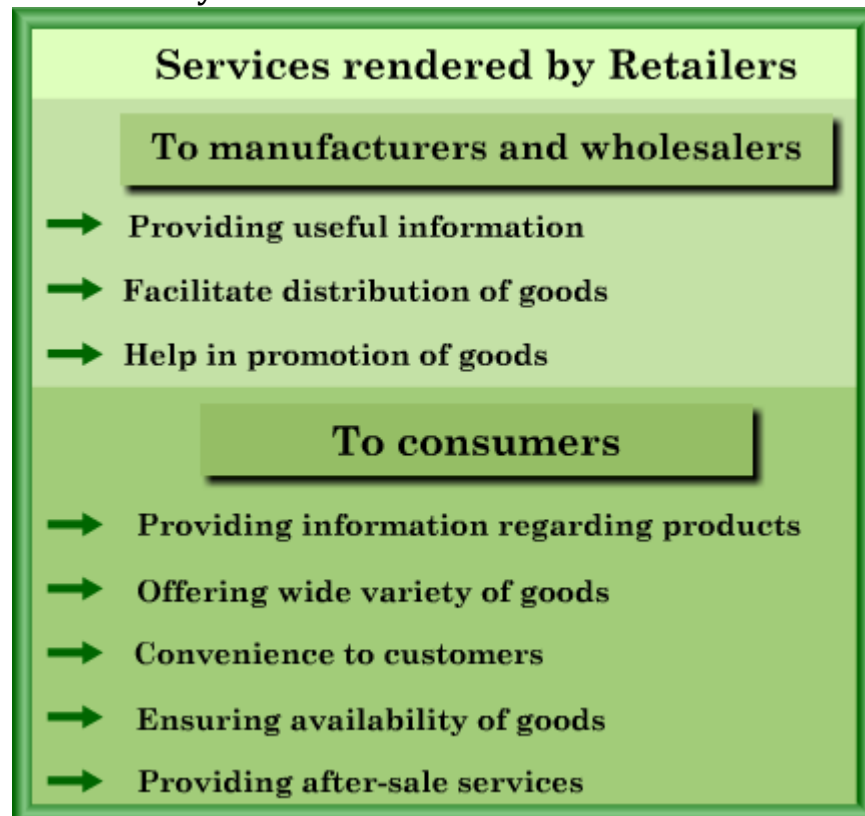 Services rendered by Retailers
To manufacturers and wholesalers
Providing useful information
Facilitate distribution of goods
Help in promotion of goods
To consumers
Providing information regarding products
Offering wide variety of goods
Convenience to customers
Ensuring availability of goods
Providing after-sale services